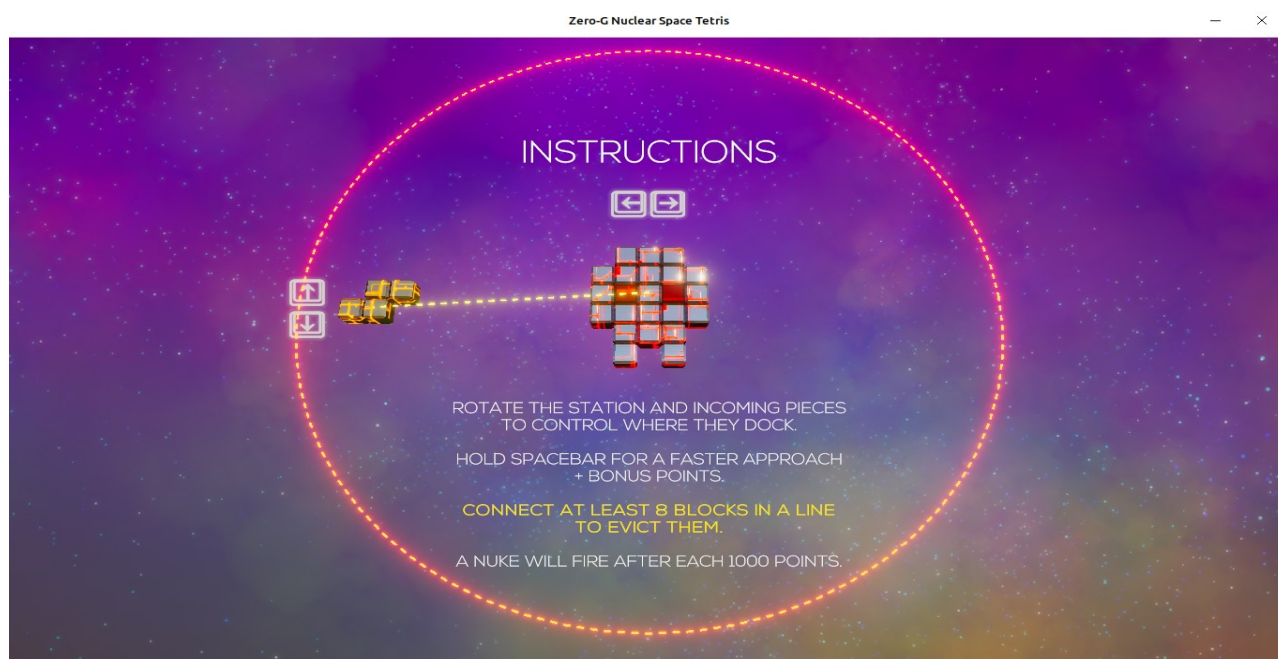 Zero-G Nuclear Space Tetris
INSTRUCTIONS
ROTATE THE STATION AND INCOMING PIECES
TO CONTROL WHERE THEY DOCK.
HOLD SPACEBAR FOR A FASTER APPROACH
+ BONUS POINTS.
CONNECT AT LEAST 8 BLOCKS IN A LINE
TO EVICT THEM.
A NUKE WILL FIRE AFTER EACH 1000 POINTS.